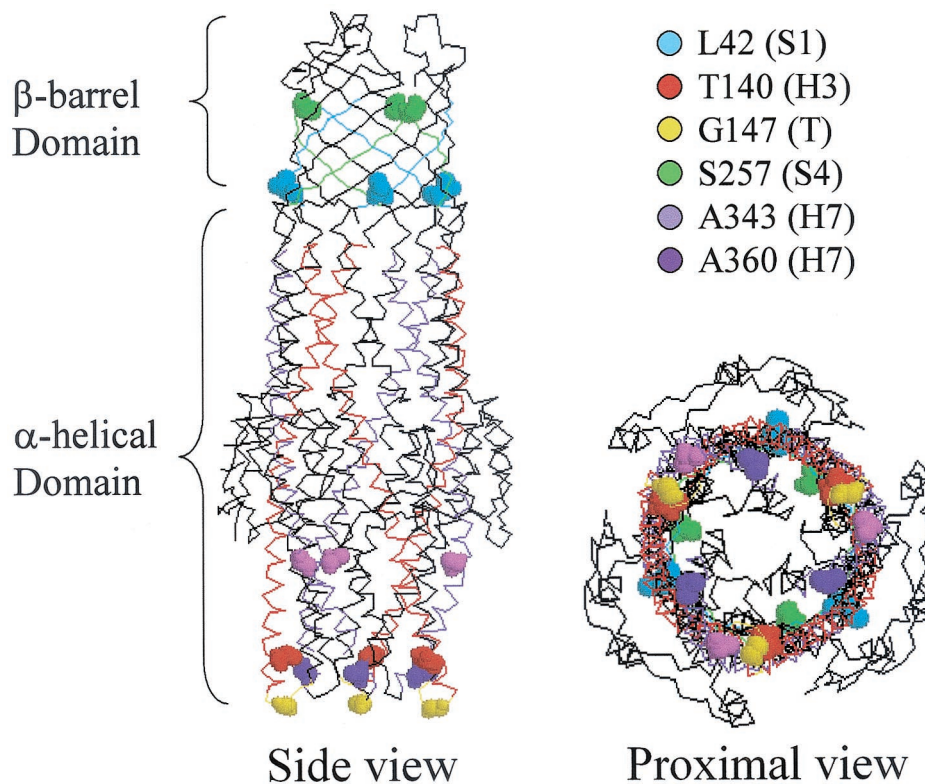 β-barrel
Domain
α-helical
Domain
L42 (S1)
T140 (H3)
G147 (T)
S257 (S4)
A343 (H7)
A360 (H7)
Side view
Proximal view